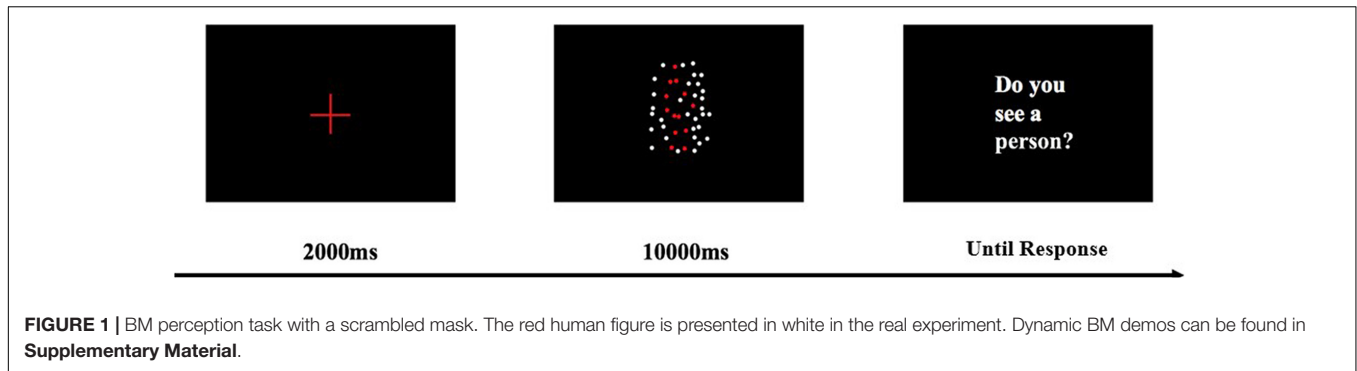 Do you
see a
person?
2000ms
10000ms
Until Response
FIGURE 1 | BM perception task with a scrambled mask. The red human figure is presented in white in the real experiment. Dynamic BM demos can be found in
Supplementary Material.